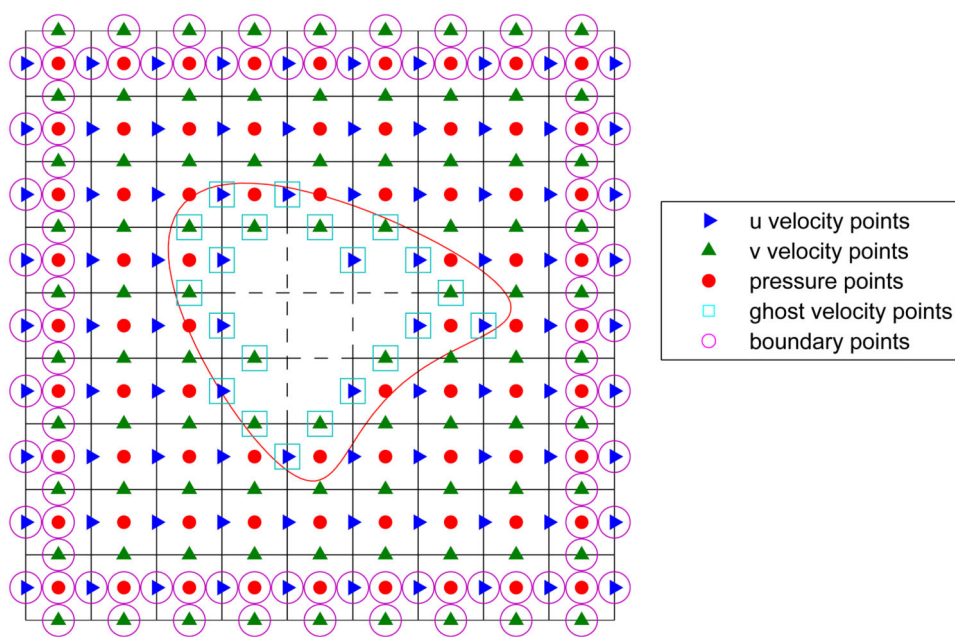 u velocity points
v velocity points
pressure points
ghost velocity points
boundary points